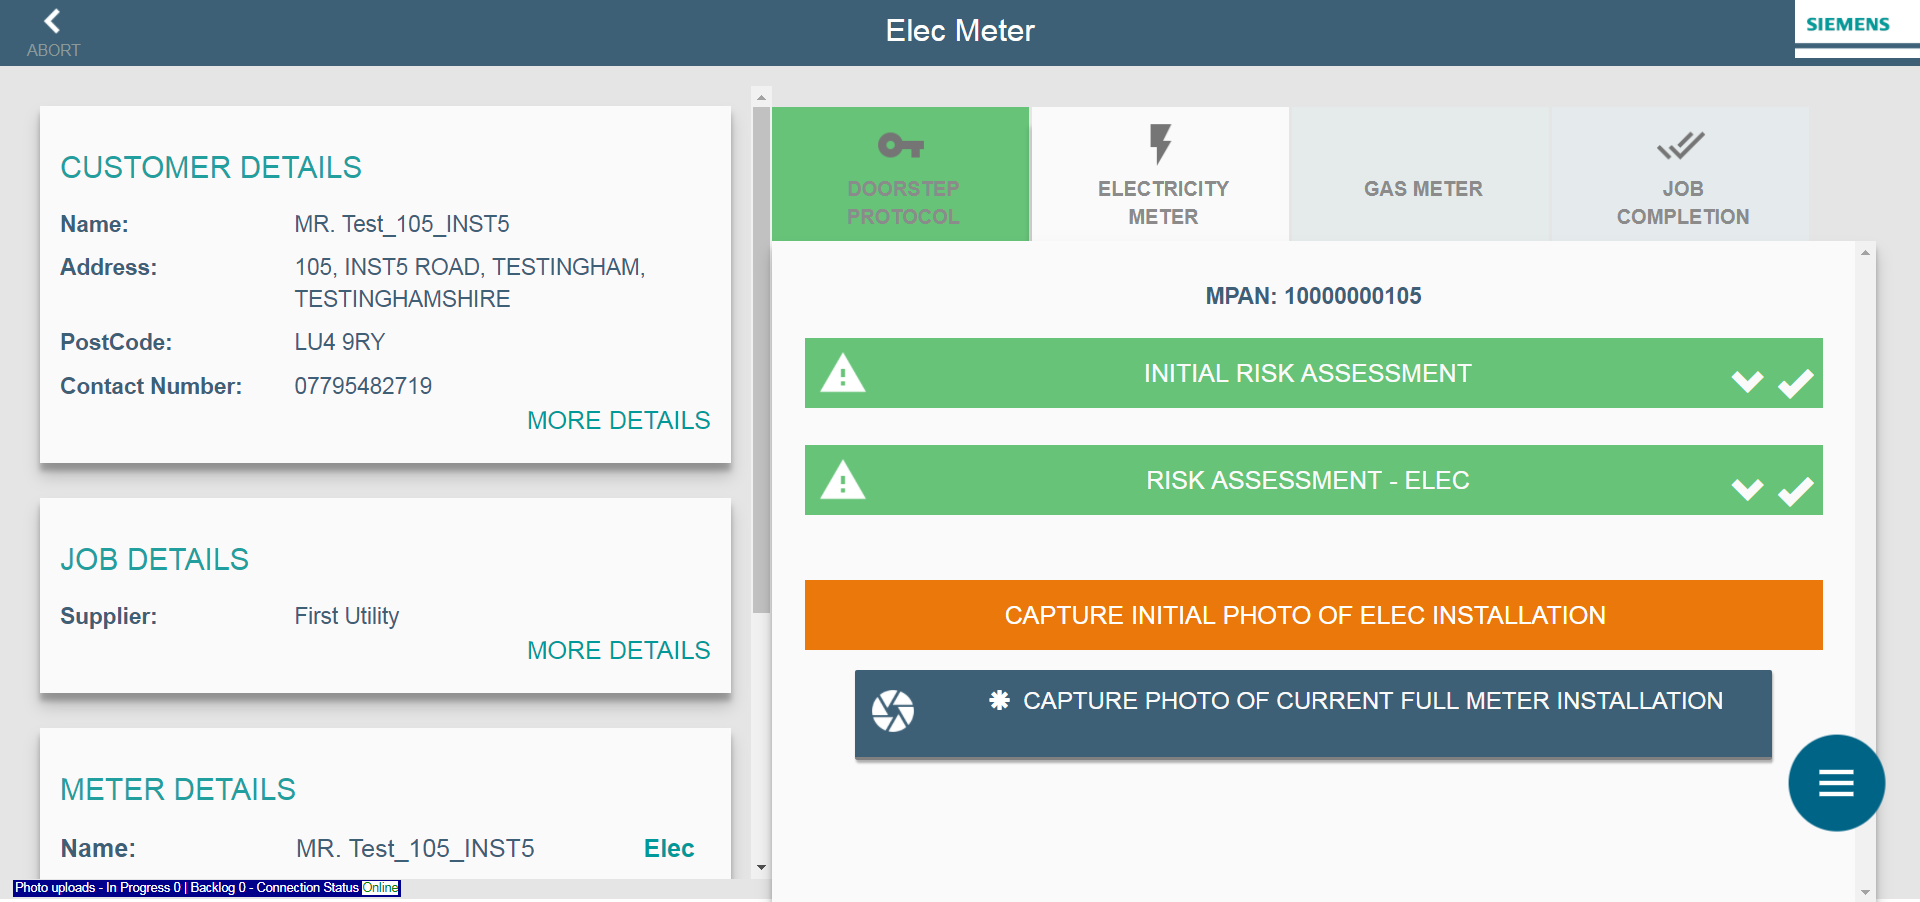 ABORT
Elec Meter
SIEMENS
CUSTOMER DETAILS
Name: MR. Test_105_INST5
Address: 105, INST5 ROAD, TESTINGHAM,
TESTINGHAMSHIRE
PostCode: LU4 9RY
Contact Number: 07795482719
MORE DETAILS
JOB DETAILS
Supplier: First Utility
MORE DETAILS
METER DETAILS
Name: MR. Test_105_INST5 Elec
Photo uploads - In Progress 0 | Backlog 0 - Connection Status Online
DOORSTEP
PROTOCOL
ELECTRICITY
METER
GAS METER
JOB
COMPLETION
MPAN: 10000000105
INITIAL RISK ASSESSMENT
RISK ASSESSMENT - ELEC
CAPTURE INITIAL PHOTO OF ELEC INSTALLATION
✱ CAPTURE PHOTO OF CURRENT FULL METER INSTALLATION